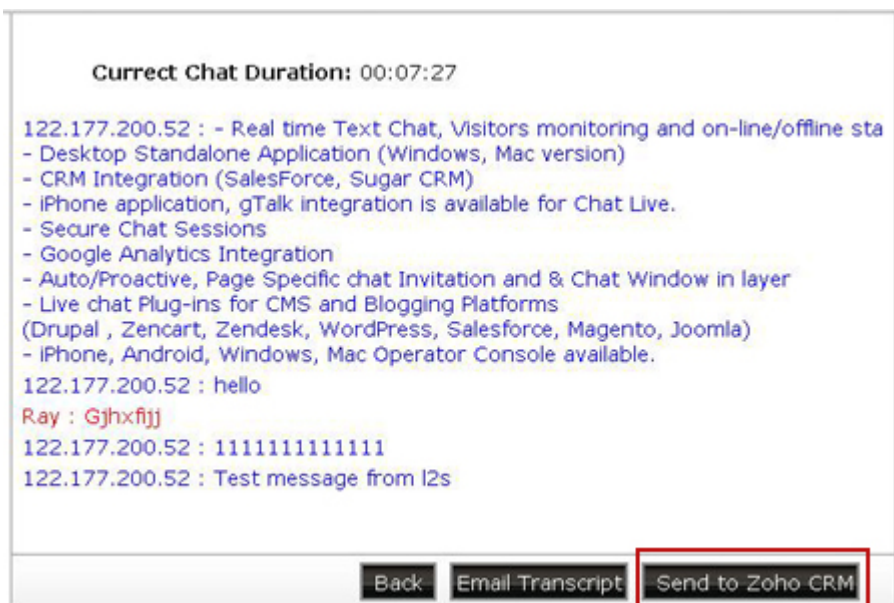 Currect Chat Duration: 00:07:27
122.177.200.52 : - Real time Text Chat, Visitors monitoring and on-line/offline sta
- Desktop Standalone Application (Windows, Mac version)
- CRM Integration (SalesForce, Sugar CRM)
- iPhone application, gTalk integration is available for Chat Live.
- Secure Chat Sessions
- Google Analytics Integration
- Auto/Proactive, Page Specific chat Invitation and & Chat Window in layer
- Live chat Plug-ins for CMS and Blogging Platforms
(Drupal , Zencart, Zendesk, WordPress, Salesforce, Magento, Joomla)
- iPhone, Android, Windows, Mac Operator Console available.
122.177.200.52 : hello
Ray : Gjhxfijj
122.177.200.52 : 1111111111111
122.177.200.52 : Test message from l2s
Back Email Transcript Send to Zoho CRM